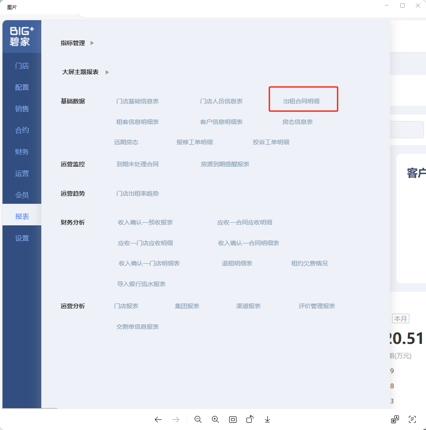 图片
BIG+
碧家
指标管理
大屏主题报表
门店
配置
销售
合约
财务
运营
会员
报表
设置
基础数据 门店基础信息表 门店人员信息表 出租合同明细
租客信息明细表 客户信息明细表 房态信息表
远期房态 报修工单明细 投诉工单明细
运营监控 到期未处理合同 房源到期提醒报表
运营趋势 门店出租率趋势
财务分析 收入确认—预收报表 应收—合同应收明细
应收—门店应收明细 收入确认—合同明细表
收入确认—门店明细表 退租明细表 租约欠费情况
导入银行流水报表
运营分析 门店报表 集团报表 渠道报表 评价管理报表
交割单信息报表
客户
本月
20.51
(万元)
9
8
3